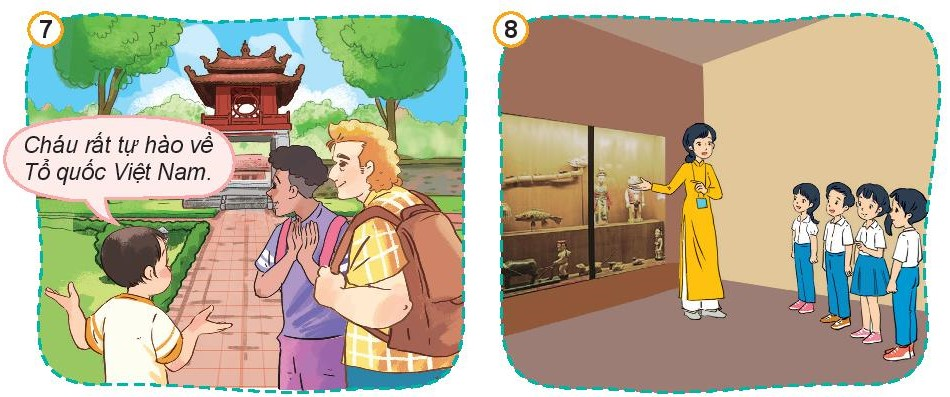 7
Cháu rất tự hào về
Tổ quốc Việt Nam.
8